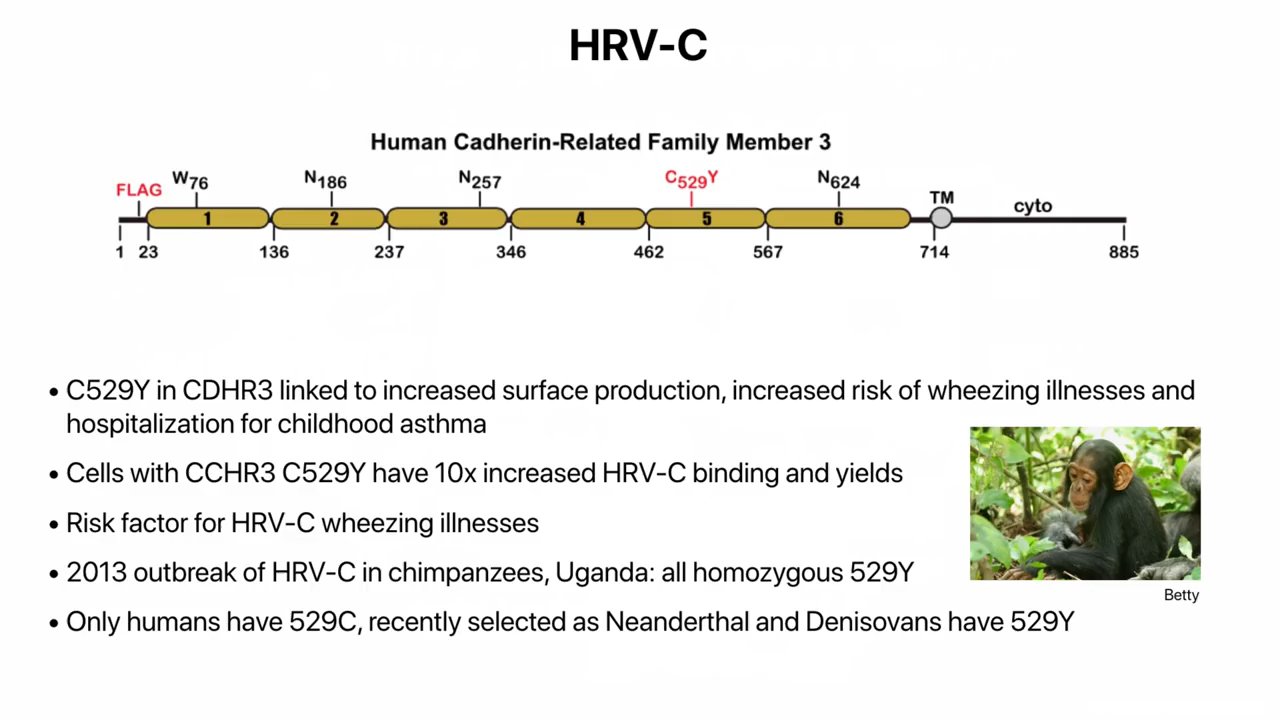 HRV-C
Human Cadherin-Related Family Member 3
FLAG W76 N186 N257 C529Y N624 TM cyto
1 2 3 4 5 6
1 23 136 237 346 462 567 714 885
• C529Y in CDHR3 linked to increased surface production, increased risk of wheezing illnesses and
hospitalization for childhood asthma
• Cells with CCHR3 C529Y have 10x increased HRV-C binding and yields
• Risk factor for HRV-C wheezing illnesses
• 2013 outbreak of HRV-C in chimpanzees, Uganda: all homozygous 529Y
Betty
• Only humans have 529C, recently selected as Neanderthal and Denisovans have 529Y